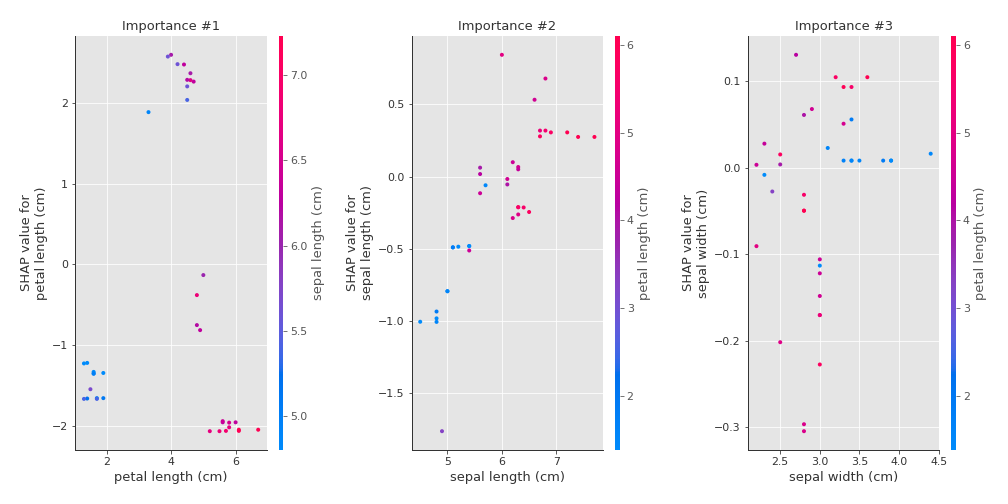 Importance #1
Importance #2
Importance #3
SHAP value for
petal length (cm)
2
1
0
−1
−2
2
4
6
petal length (cm)
7.0
6.5
6.0
5.5
5.0
sepal length (cm)
SHAP value for
sepal length (cm)
0.5
0.0
−0.5
−1.0
−1.5
5
6
7
sepal length (cm)
6
5
4
3
2
petal length (cm)
SHAP value for
sepal width (cm)
0.1
0.0
−0.1
−0.2
−0.3
2.5
3.0
3.5
4.0
4.5
sepal width (cm)
6
5
4
3
2
petal length (cm)